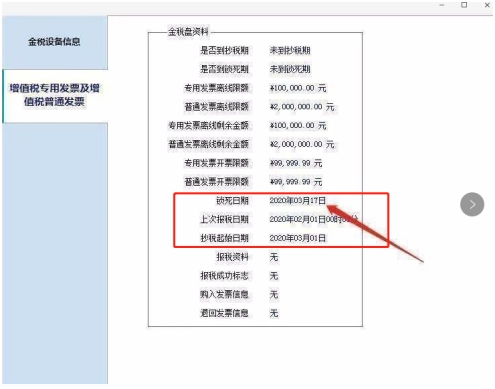 金税设备信息
增值税专用发票及增
值税普通发票
金税盘资料
是否到抄税期 未到抄税期
是否到锁死期 未到锁死期
专用发票离线限额 ¥100,000.00 元
普通发票离线限额 ¥2,000,000.00 元
专用发票离线剩余金额 ¥100,000.00 元
普通发票离线剩余金额 ¥2,000,000.00 元
专用发票开票限额 ¥99,999.99 元
普通发票开票限额 ¥99,999.99 元
锁死日期 2020年03月17日
上次报税日期 2020年02月01日00时
抄税起始日期 2020年03月01日
报税资料 无
报税成功标志 无
购入发票信息 无
退回发票信息 无